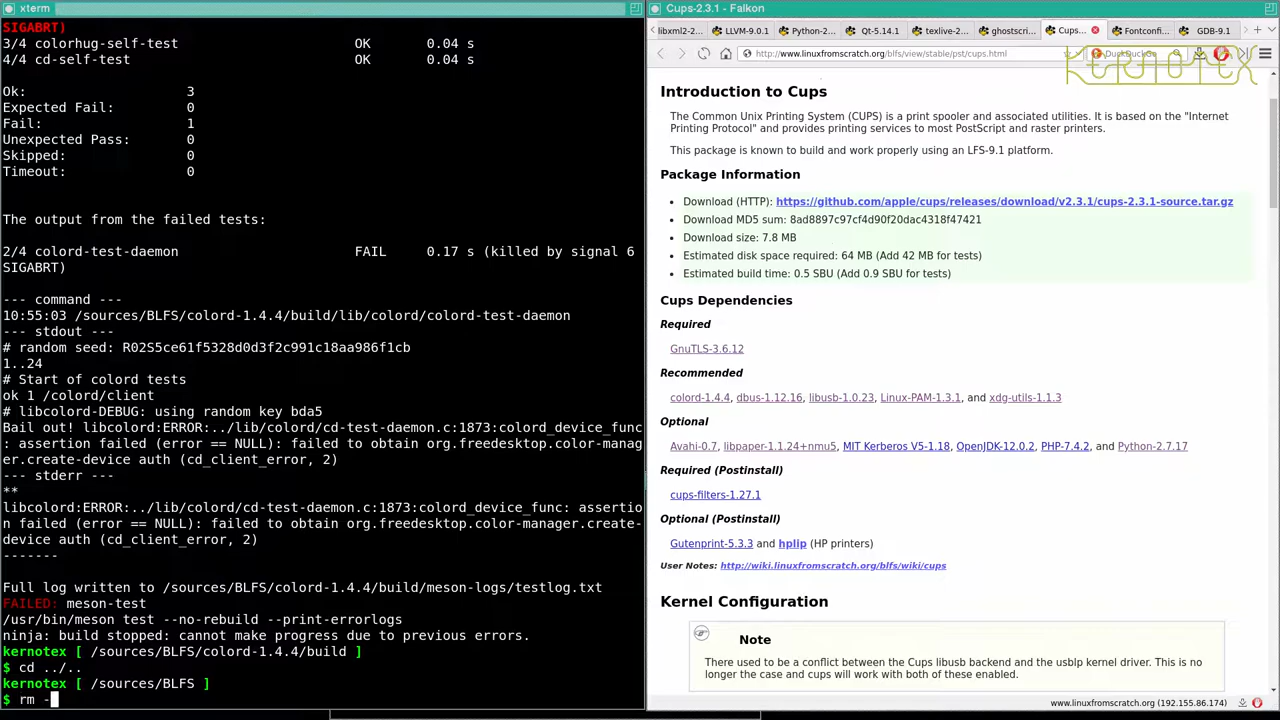 xterm
SIGABRT)
3/4 colorhug-self-test OK 0.04 s
4/4 cd-self-test OK 0.04 s
Ok: 3
Expected Fail: 0
Fail: 1
Unexpected Pass: 0
Skipped: 0
Timeout: 0
The output from the failed tests:
2/4 colord-test-daemon FAIL 0.17 s (killed by signal 6
SIGABRT)
--- command ---
10:55:03 /sources/BLFS/colord-1.4.4/build/lib/colord/colord-test-daemon
--- stdout ---
# random seed: R02S5ce61f5328d0d3f2c991c18aa986f1cb
1..24
# Start of colord tests
ok 1 /colord/client
# libcolord-DEBUG: using random key bda5
Bail out! libcolord:ERROR:../lib/colord/cd-test-daemon.c:1873:colord_device_func
: assertion failed (error == NULL): failed to obtain org.freedesktop.color-manag
er.create-device auth (cd_client_error, 2)
--- stderr ---
**
libcolord:ERROR:../lib/colord/cd-test-daemon.c:1873:colord_device_func: assertio
n failed (error == NULL): failed to obtain org.freedesktop.color-manager.create-
device auth (cd_client_error, 2)
-------
Full log written to /sources/BLFS/colord-1.4.4/build/meson-logs/testlog.txt
FAILED: meson-test
/usr/bin/meson test --no-rebuild --print-errorlogs
ninja: build stopped: cannot make progress due to previous errors.
kernotex [ /sources/BLFS/colord-1.4.4/build ]
$ cd ../..
kernotex [ /sources/BLFS ]
$ rm -
Cups-2.3.1 - Falkon
libxml2-2... LLVM-9.0.1 Python-2... Qt-5.14.1 texlive-2... ghostscri... Cups... Fontconfi... GDB-9.1
http://www.linuxfromscratch.org/blfs/view/stable/pst/cups.html DuckDuckGo
KERNOTEX
Introduction to Cups
The Common Unix Printing System (CUPS) is a print spooler and associated utilities. It is based on the "Internet
Printing Protocol" and provides printing services to most PostScript and raster printers.
This package is known to build and work properly using an LFS-9.1 platform.
Package Information
• Download (HTTP): https://github.com/apple/cups/releases/download/v2.3.1/cups-2.3.1-source.tar.gz
• Download MD5 sum: 8ad8897c97cf4d90f20dac4318f47421
• Download size: 7.8 MB
• Estimated disk space required: 64 MB (Add 42 MB for tests)
• Estimated build time: 0.5 SBU (Add 0.9 SBU for tests)
Cups Dependencies
Required
GnuTLS-3.6.12
Recommended
colord-1.4.4, dbus-1.12.16, libusb-1.0.23, Linux-PAM-1.3.1, and xdg-utils-1.1.3
Optional
Avahi-0.7, libpaper-1.1.24+nmu5, MIT Kerberos V5-1.18, OpenJDK-12.0.2, PHP-7.4.2, and Python-2.7.17
Required (Postinstall)
cups-filters-1.27.1
Optional (Postinstall)
Gutenprint-5.3.3 and hplip (HP printers)
User Notes: http://wiki.linuxfromscratch.org/blfs/wiki/cups
Kernel Configuration
Note
There used to be a conflict between the Cups libusb backend and the usblp kernel driver. This is no
longer the case and cups will work with both of these enabled.
www.linuxfromscratch.org (192.155.86.174)